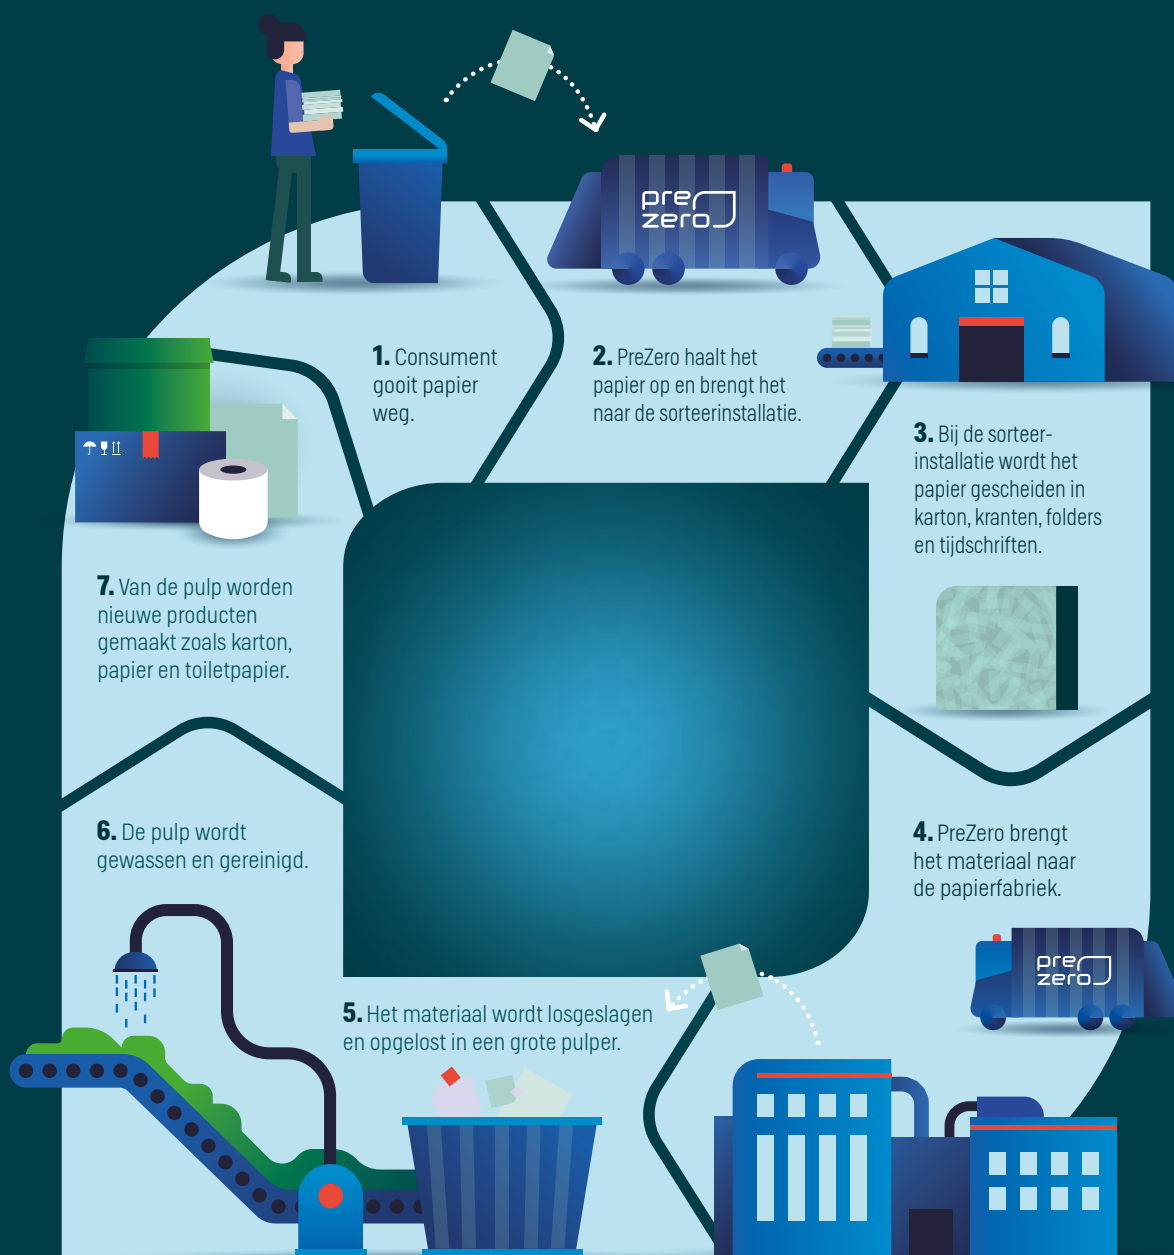 pre
zero
1. Consument
gooit papier
weg.
2. PreZero haalt het
papier op en brengt het
naar de sorteerinstallatie.
3. Bij de sorteer-
installatie wordt het
papier gescheiden in
karton, kranten, folders
en tijdschriften.
4. PreZero brengt
het materiaal naar
de papierfabriek.
pre
zero
5. Het materiaal wordt losgeslagen
en opgelost in een grote pulper.
6. De pulp wordt
gewassen en gereinigd.
7. Van de pulp worden
nieuwe producten
gemaakt zoals karton,
papier en toiletpapier.